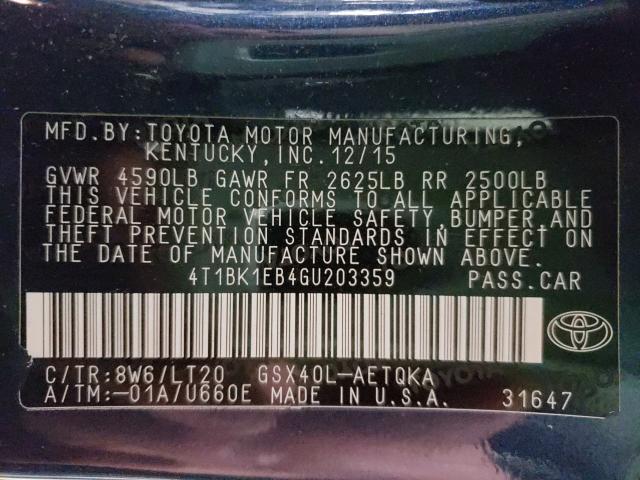 MFD.BY:TOYOTA MOTOR MANUFACTURING,
KENTUCKY, INC. 12/15
GVWR 4590LB GAWR FR 2625LB RR 2500LB
THIS VEHICLE CONFORMS TO ALL APPLICABLE
FEDERAL MOTOR VEHICLE SAFETY, BUMPER, AND
THEFT PREVENTION STANDARDS IN EFFECT ON
THE DATE OF MANUFACTURE SHOWN ABOVE.
4T1BK1EB4GU203359 PASS.CAR
C/TR:8W6/LT20 GSX40L-AETQKA
A/TM:-01A/U660E MADE IN U.S.A. 31647